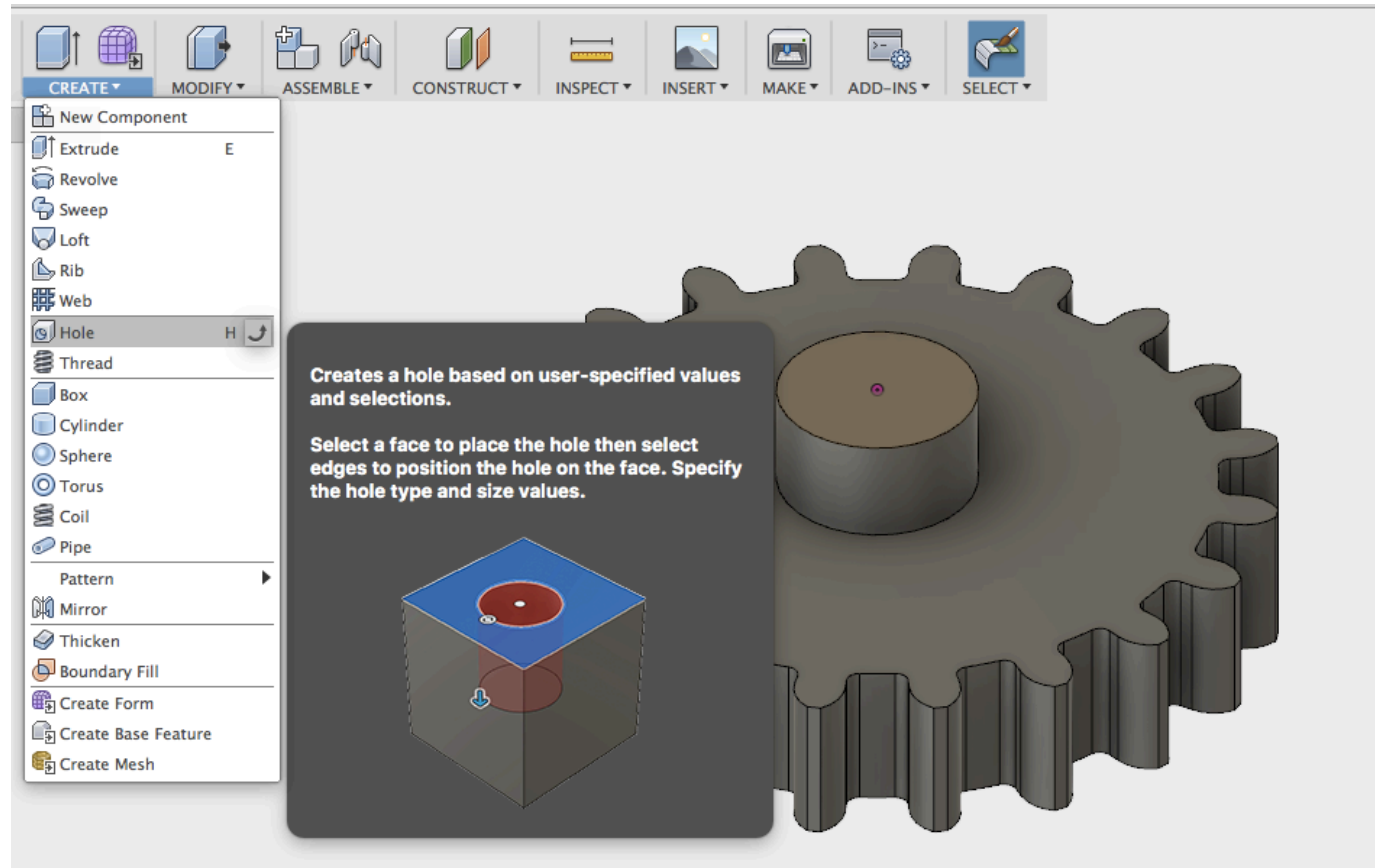 CREATE▾ MODIFY▾ ASSEMBLE▾ CONSTRUCT▾ INSPECT▾ INSERT▾ MAKE▾ ADD-INS▾ SELECT▾
New Component
Extrude E
Revolve
Sweep
Loft
Rib
Web
Hole H
Thread
Box
Cylinder
Sphere
Torus
Coil
Pipe
Pattern
Mirror
Thicken
Boundary Fill
Create Form
Create Base Feature
Create Mesh
Creates a hole based on user-specified values
and selections.
Select a face to place the hole then select
edges to position the hole on the face. Specify
the hole type and size values.